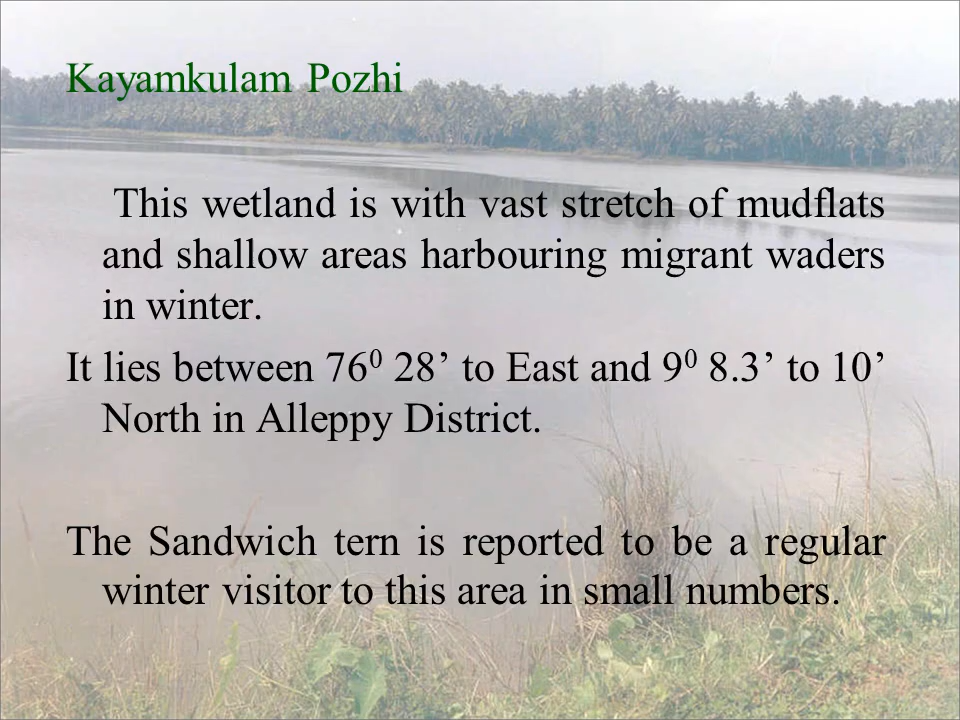 Kayamkulam Pozhi
This wetland is with vast stretch of mudflats
and shallow areas harbouring migrant waders
in winter.
It lies between 76⁰ 28’ to East and 9⁰ 8.3’ to 10’
North in Alleppy District.
The Sandwich tern is reported to be a regular
winter visitor to this area in small numbers.